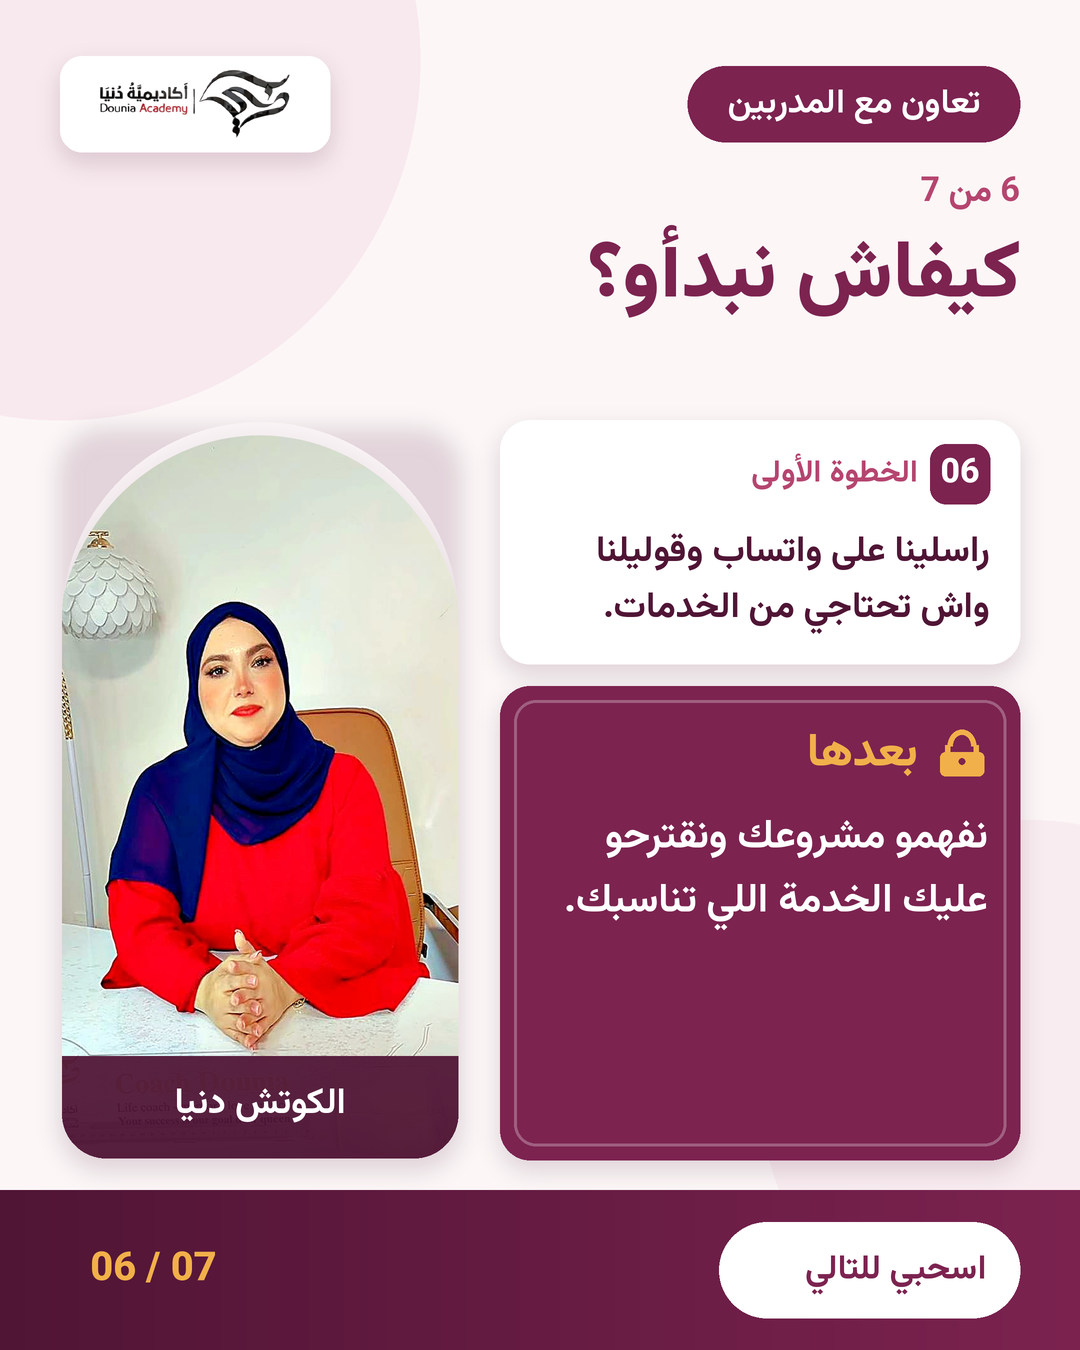 أكاديميَّةُ دُنيَا
Dounia Academy
تعاون مع المدربين
6 من 7
كيفاش نبدأو؟
06 الخطوة الأولى
راسلينا على واتساب وقوليلنا
واش تحتاجي من الخدمات.
بعدها
نفهمو مشروعك ونقترحو
عليك الخدمة اللي تناسبك.
الكوتش دنيا
اسحبي للتالي
06 / 07